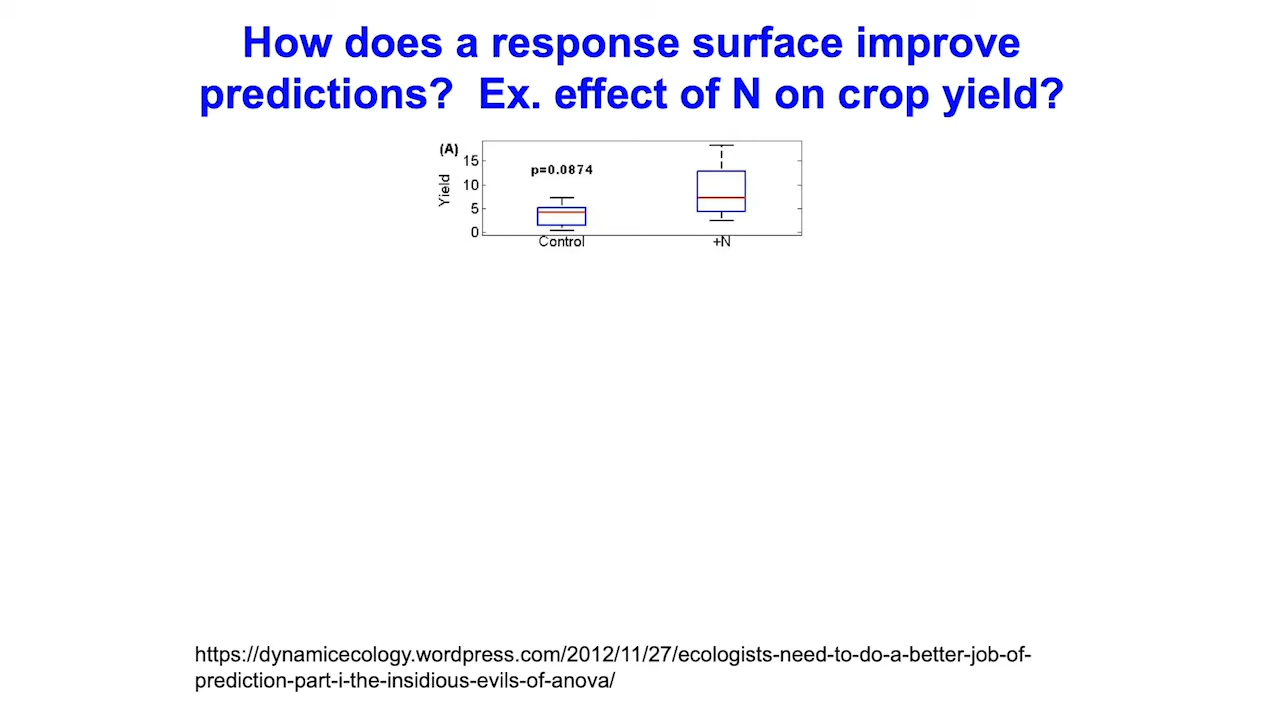 How does a response surface improve
predictions?  Ex. effect of N on crop yield?
(A)
p=0.0874
Yield
15
10
5
0
Control
+N
https://dynamicecology.wordpress.com/2012/11/27/ecologists-need-to-do-a-better-job-of-
prediction-part-i-the-insidious-evils-of-anova/